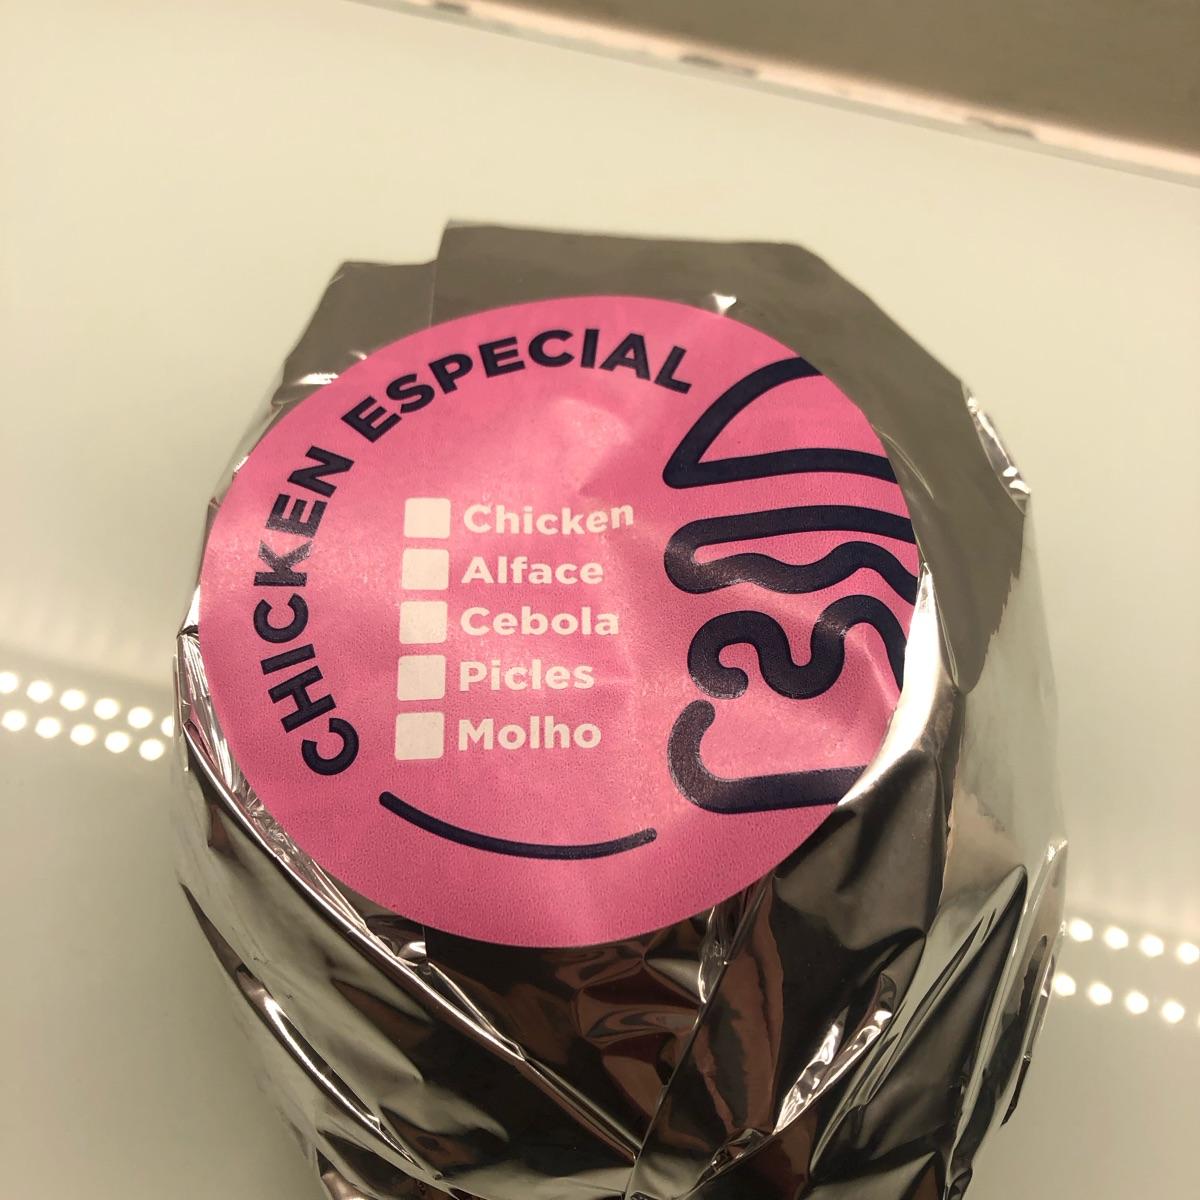 CHICKEN ESPECIAL
Chicken
Alface
Cebola
Picles
Molho